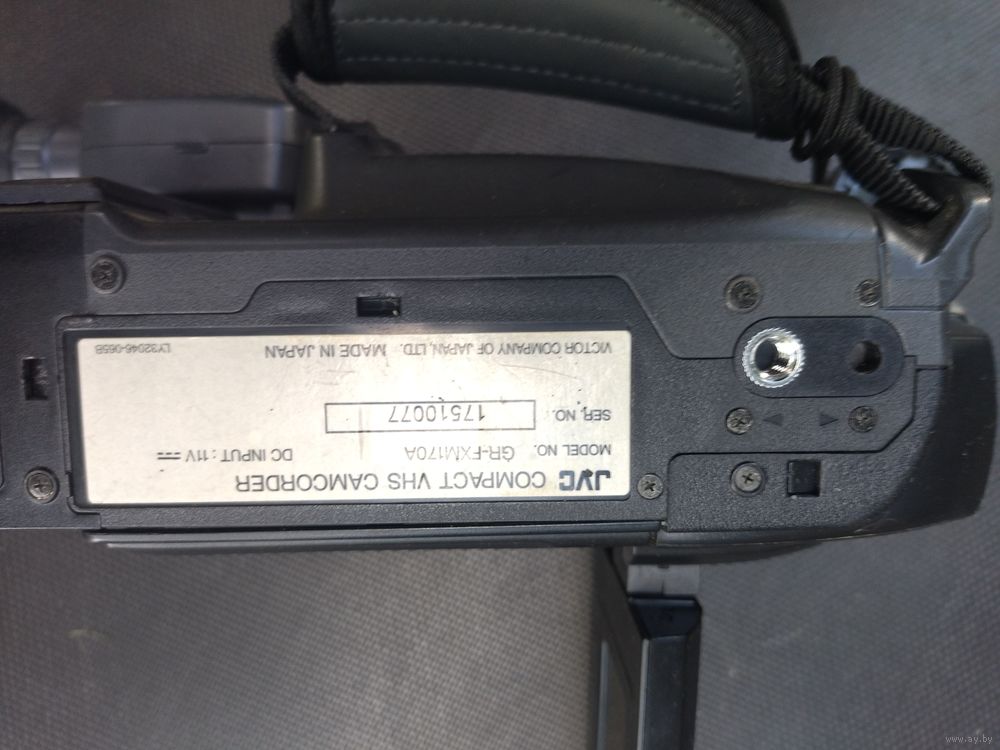 JVC COMPACT VHS CAMCORDER
MODEL NO. GR-FXM170A DC INPUT : 11V ⎓
SER. NO. 17510077
VICTOR COMPANY OF JAPAN, LTD. MADE IN JAPAN LY32046-065B
www.ay.by